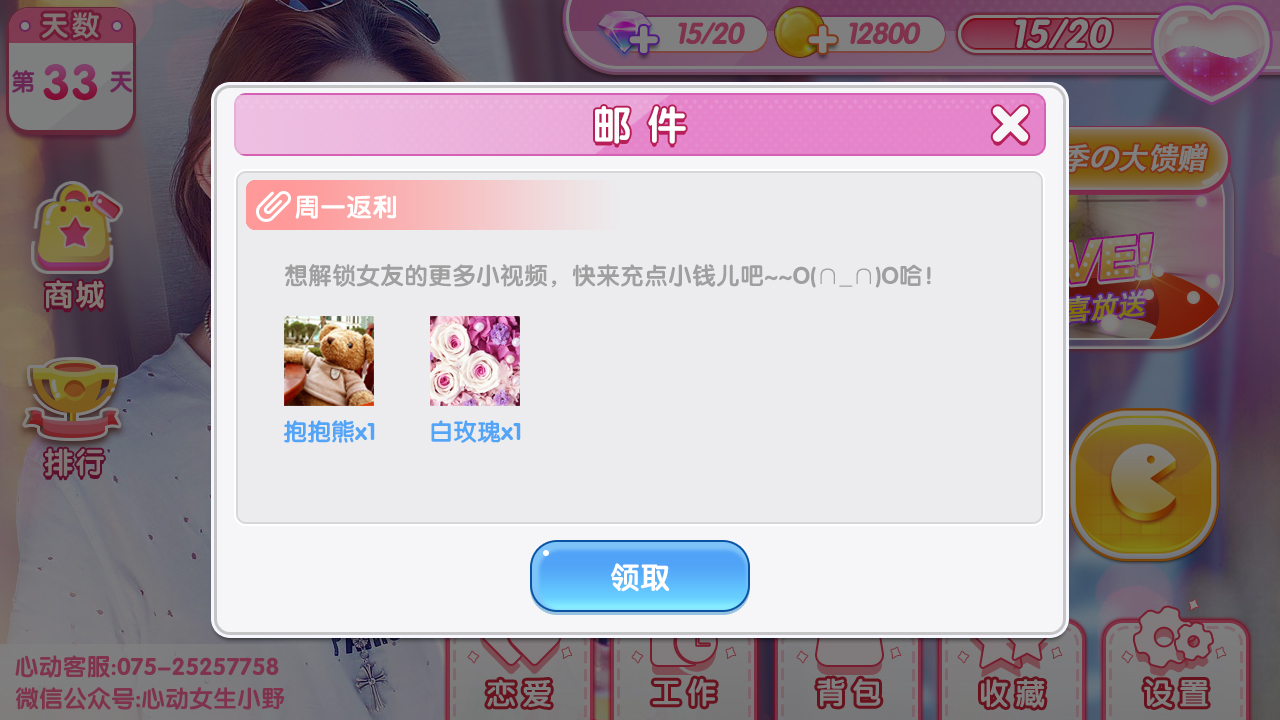 天数
第33天
15/20
12800
15/20
邮件
季の大馈赠
周一返利
VE!
喜放送
想解锁女友的更多小视频，快来充点小钱儿吧~~O(∩_∩)O哈！
商城
抱抱熊x1
白玫瑰x1
排行
领取
心动客服:075-25257758
微信公众号:心动女生小野
恋爱
工作
背包
收藏
设置